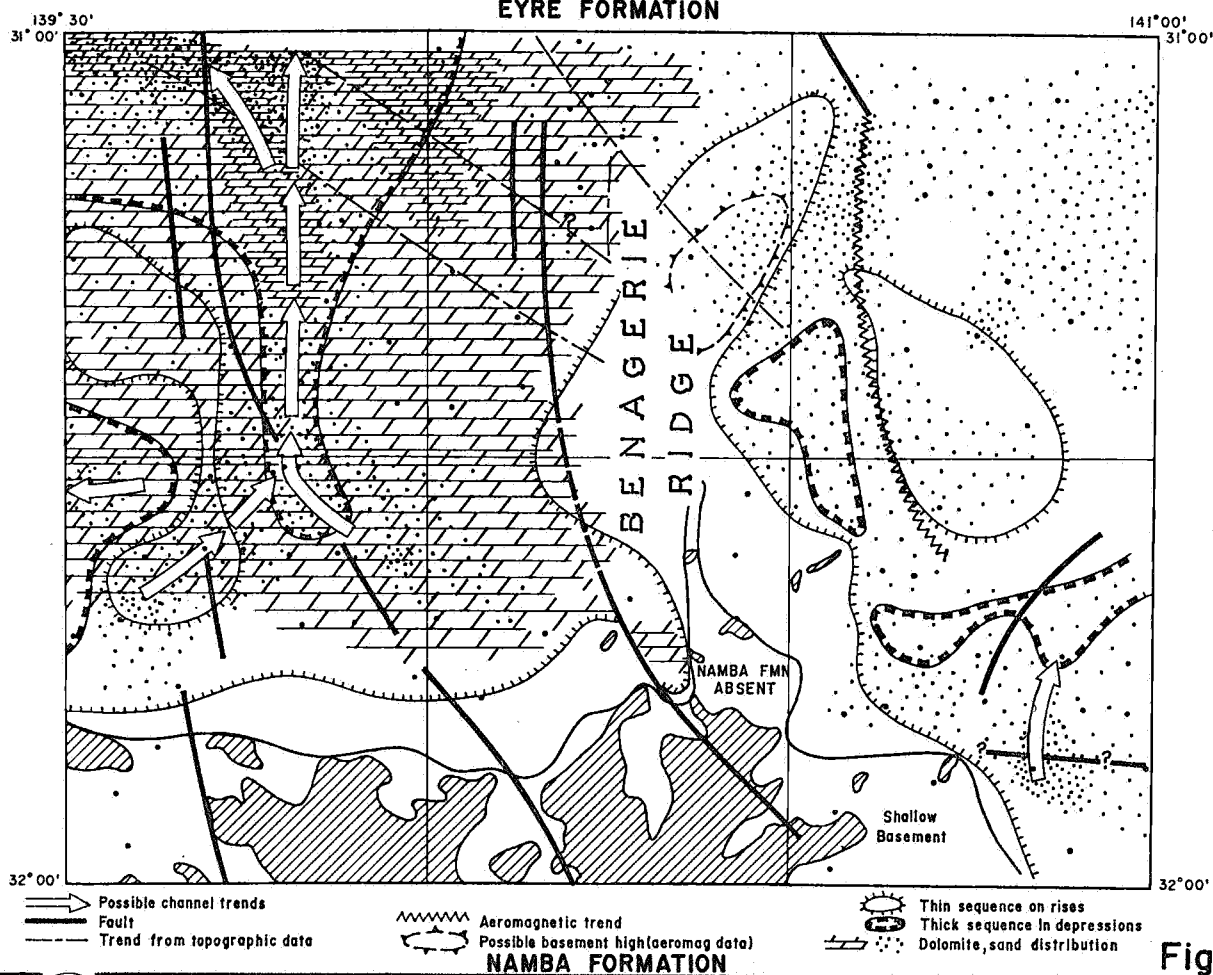 EYRE FORMATION
139° 30'
141° 00'
31° 00'
31° 00'
?
BENAGERIE
RIDGE
NAMBA FMN
ABSENT
? ?
Shallow
Basement
32° 00'
32° 00'
Possible channel trends
Fault
Trend from topographic data
Aeromagnetic trend
Possible basement high(aeromag data)
Thin sequence on rises
Thick sequence In depressions
Dolomite, sand distribution
NAMBA FORMATION
Fig